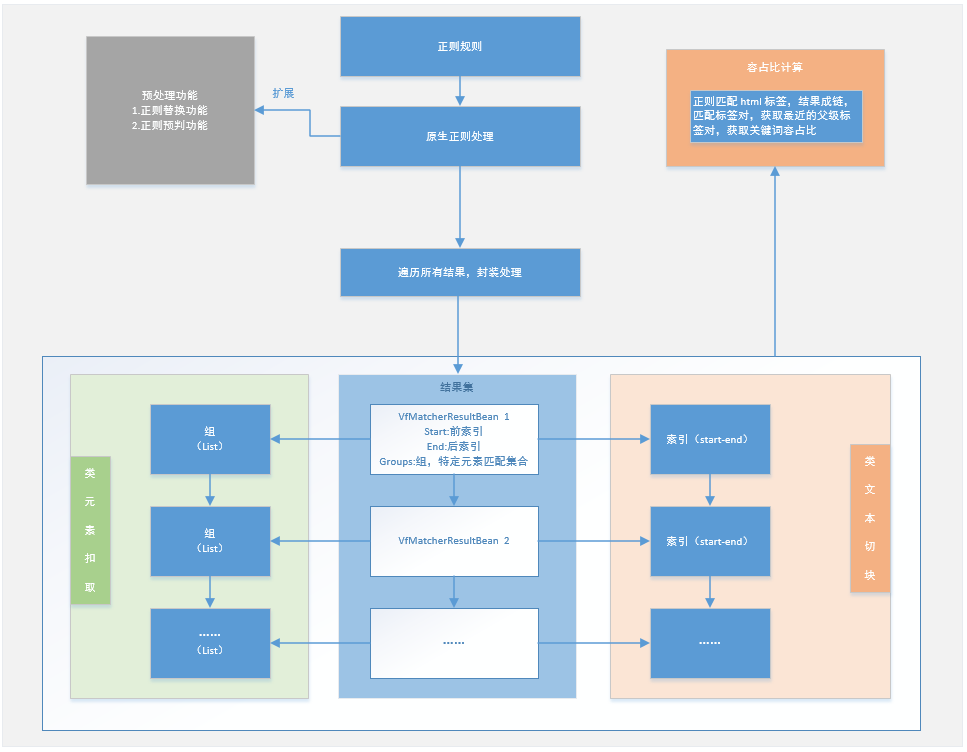 正则规则
预处理功能
1.正则替换功能
2.正则预判功能
扩展
原生正则处理
容占比计算
正则匹配 html 标签，结果成链，
匹配标签对，获取最近的父级标
签对，获取关键词容占比
遍历所有结果，封装处理
结果集
类
元
素
扣
取
组
（List）
组
（List）
……
（List）
VfMatcherResultBean 1
Start:前索引
End:后索引
Groups:组，特定元素匹配集合
VfMatcherResultBean 2
……
索引（start-end）
索引（start-end）
……
类
文
本
切
块